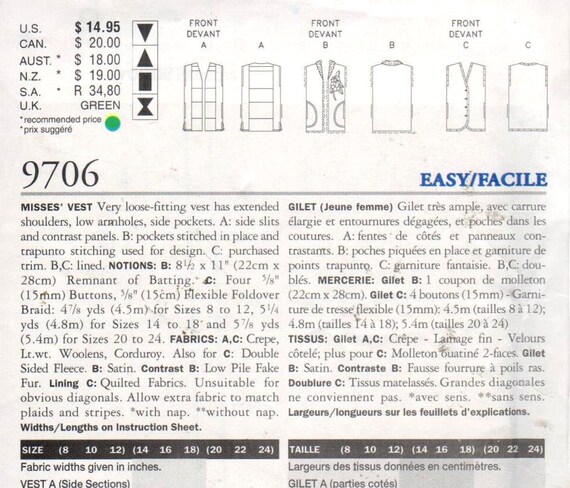 U.S. $ 14.95
CAN. $ 20.00
AUST. * $ 18.00
N.Z. * $ 19.00
S.A. * R 34,80
U.K. GREEN
*recommended price
*prix suggéré
FRONT
DEVANT
A
A
FRONT
DEVANT
B
B
FRONT
DEVANT
C
C
9706
EASY/FACILE
MISSES' VEST Very loose-fitting vest has extended
shoulders, low armholes, side pockets. A: side slits
and contrast panels. B: pockets stitched in place and
trapunto stitching used for design. C: purchased
trim. B,C: lined. NOTIONS: B: 8½ x 11" (22cm x
28cm) Remnant of Batting. C: Four ⅝"
(15mm) Buttons, ⅝" (15cm) Flexible Foldover
Braid: 4⅞ yds (4.5m) for Sizes 8 to 12, 5¼
yds (4.8m) for Sizes 14 to 18 and 5⅞ yds
(5.4m) for Sizes 20 to 24. FABRICS: A,C: Crepe,
Lt.wt. Woolens, Corduroy. Also for C: Double
Sided Fleece. B: Satin. Contrast B: Low Pile Fake
Fur. Lining C: Quilted Fabrics. Unsuitable for
obvious diagonals. Allow extra fabric to match
plaids and stripes. *with nap. **without nap.
Widths/Lengths on Instruction Sheet.
GILET (Jeune femme) Gilet très ample, avec carrure
élargie et entournures dégagées, et poches dans les
coutures. A: fentes de côtés et panneaux con-
trastants. B: poches piquées en place et garniture de
points trapunto. C: garniture fantaisie. B,C: dou-
blés. MERCERIE: Gilet B: 1 coupon de molleton
(22cm x 28cm). Gilet C: 4 boutons (15mm) - Garni-
ture de tresse flexible (15mm): 4.5m (tailles 8 à 12);
4.8m (tailles 14 à 18); 5.4m (tailles 20 à 24)
TISSUS: Gilet A,C: Crêpe - Lainage fin - Velours
côtelé; plus pour C: Molleton ouatiné 2-faces. Gilet
B: Satin. Contraste B: Fausse fourrure à poils ras.
Doublure C: Tissus matelassés. Grandes diagonales
ne conviennent pas. *avec sens. **sans sens.
Largeurs/longueurs sur les feuillets d'explications.
SIZE (8 10 12) (14 16 18) (20 22 24)
Fabric widths given in inches.
VEST A (Side Sections)
TAILLE (8 10 12) (14 16 18) (20 22 24)
Largeurs des tissus données en centimètres.
GILET A (parties cotés)